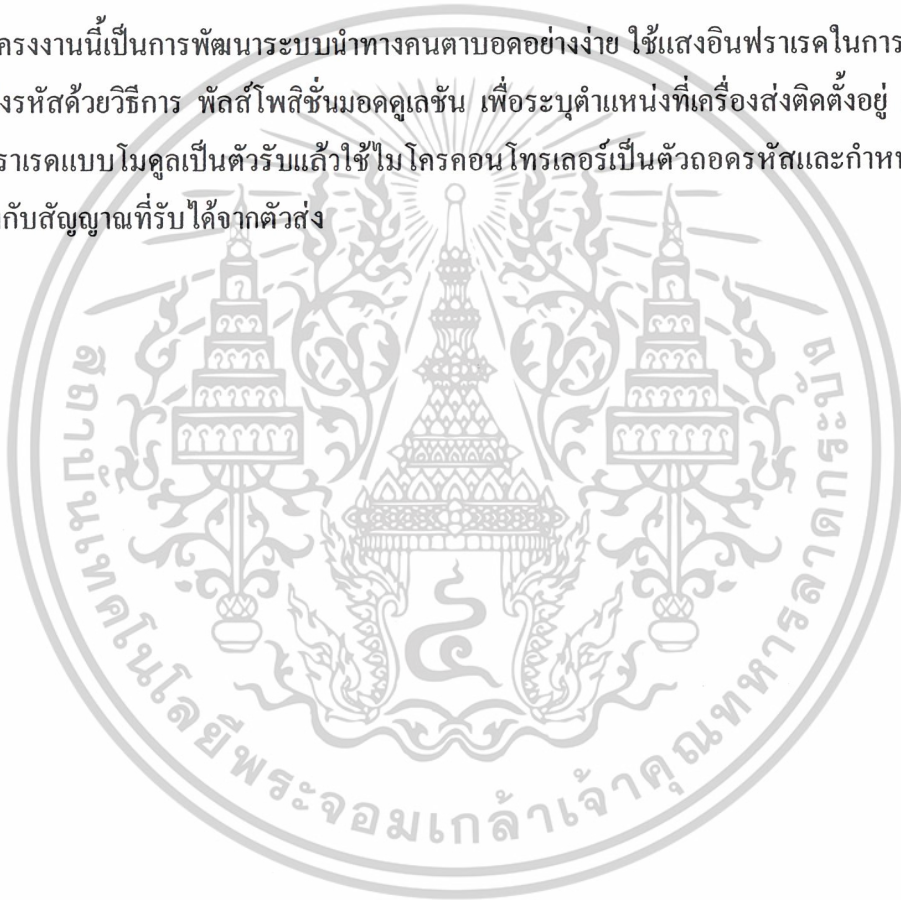 ครงงานนี้เป็นการพัฒนาระบบนำทางคนตาบอดอย่างง่าย ใช้แสงอินฟราเรดในการ
งรหัสด้วยวิธีการ พัลส์โพสิชั่นมอดดูเลชัน เพื่อระบุตำแหน่งที่เครื่องส่งติดตั้งอยู่
ราเรดแบบโมดูลเป็นตัวรับแล้วใช้ไมโครคอนโทรเลอร์เป็นตัวถอดรหัสและกำหน
กับสัญญาณที่รับได้จากตัวส่ง
สถาบันเทคโนโลยีพระจอมเกล้าเจ้าคุณทหารลาดกระบัง